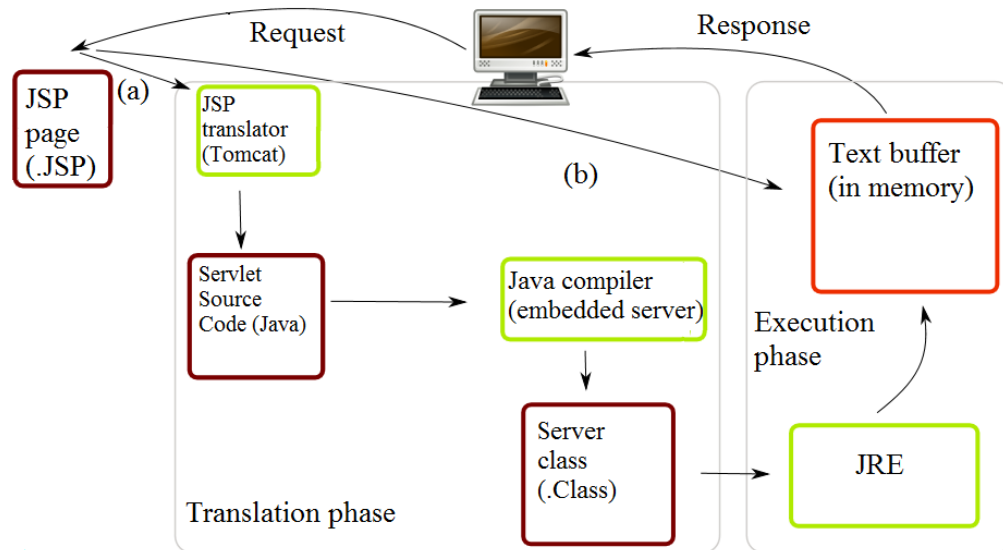 Request
Response
JSP
page
(.JSP)
(a)
JSP
translator
(Tomcat)
(b)
Text buffer
(in memory)
Servlet
Source
Code (Java)
Java compiler
(embedded server)
Execution
phase
Server
class
(.Class)
JRE
Translation phase